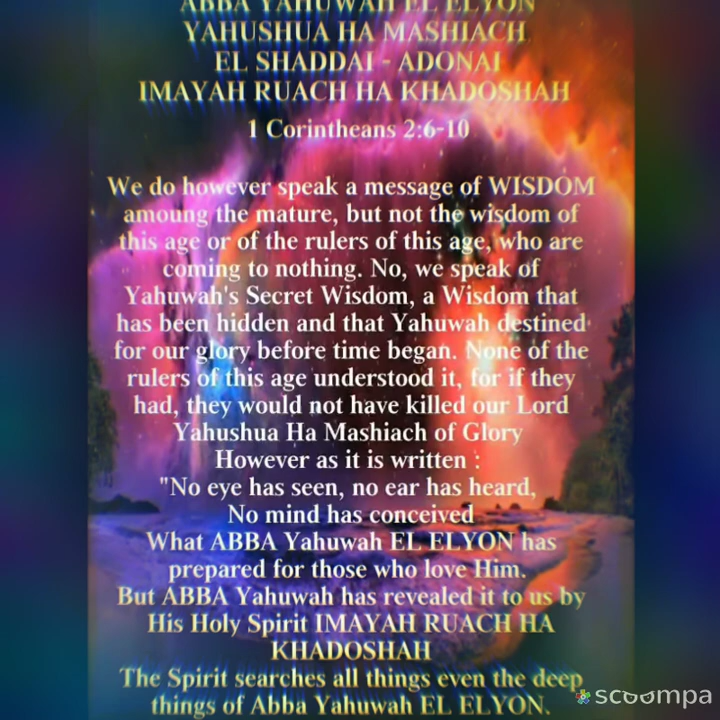 ABBA YAHUWAH EL ELYON
YAHUSHUA HA MASHIACH
EL SHADDAI - ADONAI
IMAYAH RUACH HA KHADOSHAH
1 Corintheans 2:6-10
We do however speak a message of WISDOM
amoung the mature, but not the wisdom of
this age or of the rulers of this age, who are
coming to nothing. No, we speak of
Yahuwah's Secret Wisdom, a Wisdom that
has been hidden and that Yahuwah destined
for our glory before time began. None of the
rulers of this age understood it, for if they
had, they would not have killed our Lord
Yahushua Ha Mashiach of Glory
However as it is written :
"No eye has seen, no ear has heard,
No mind has conceived
What ABBA Yahuwah EL ELYON has
prepared for those who love Him.
But ABBA Yahuwah has revealed it to us by
His Holy Spirit IMAYAH RUACH HA
KHADOSHAH
The Spirit searches all things even the deep
things of Abba Yahuwah EL ELYON.
scoompa